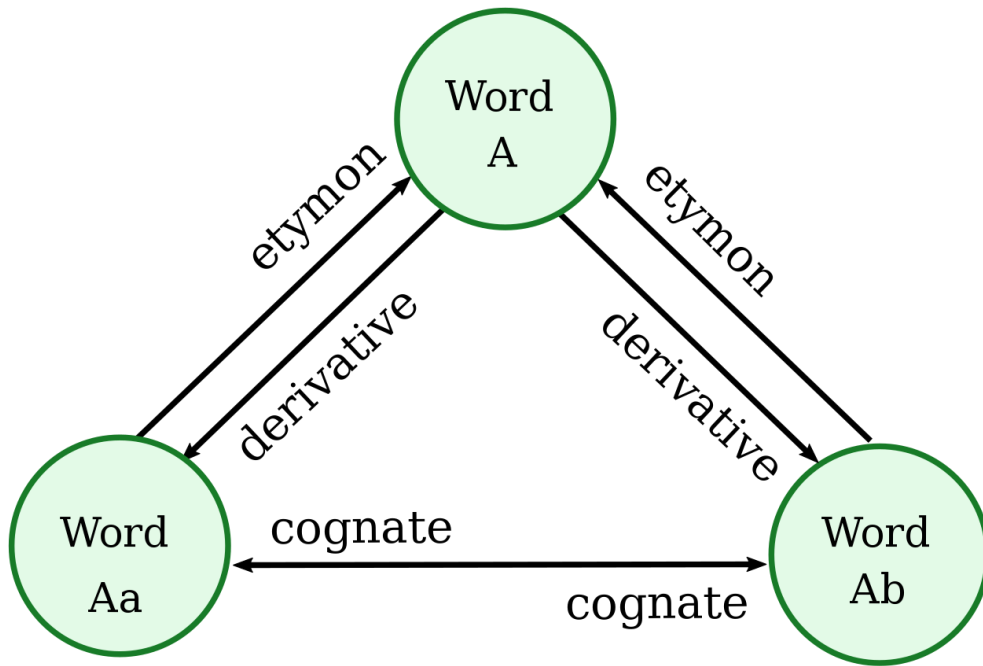 Word
A
etymon
etymon
derivative
derivative
Word
Aa
cognate
cognate
Word
Ab